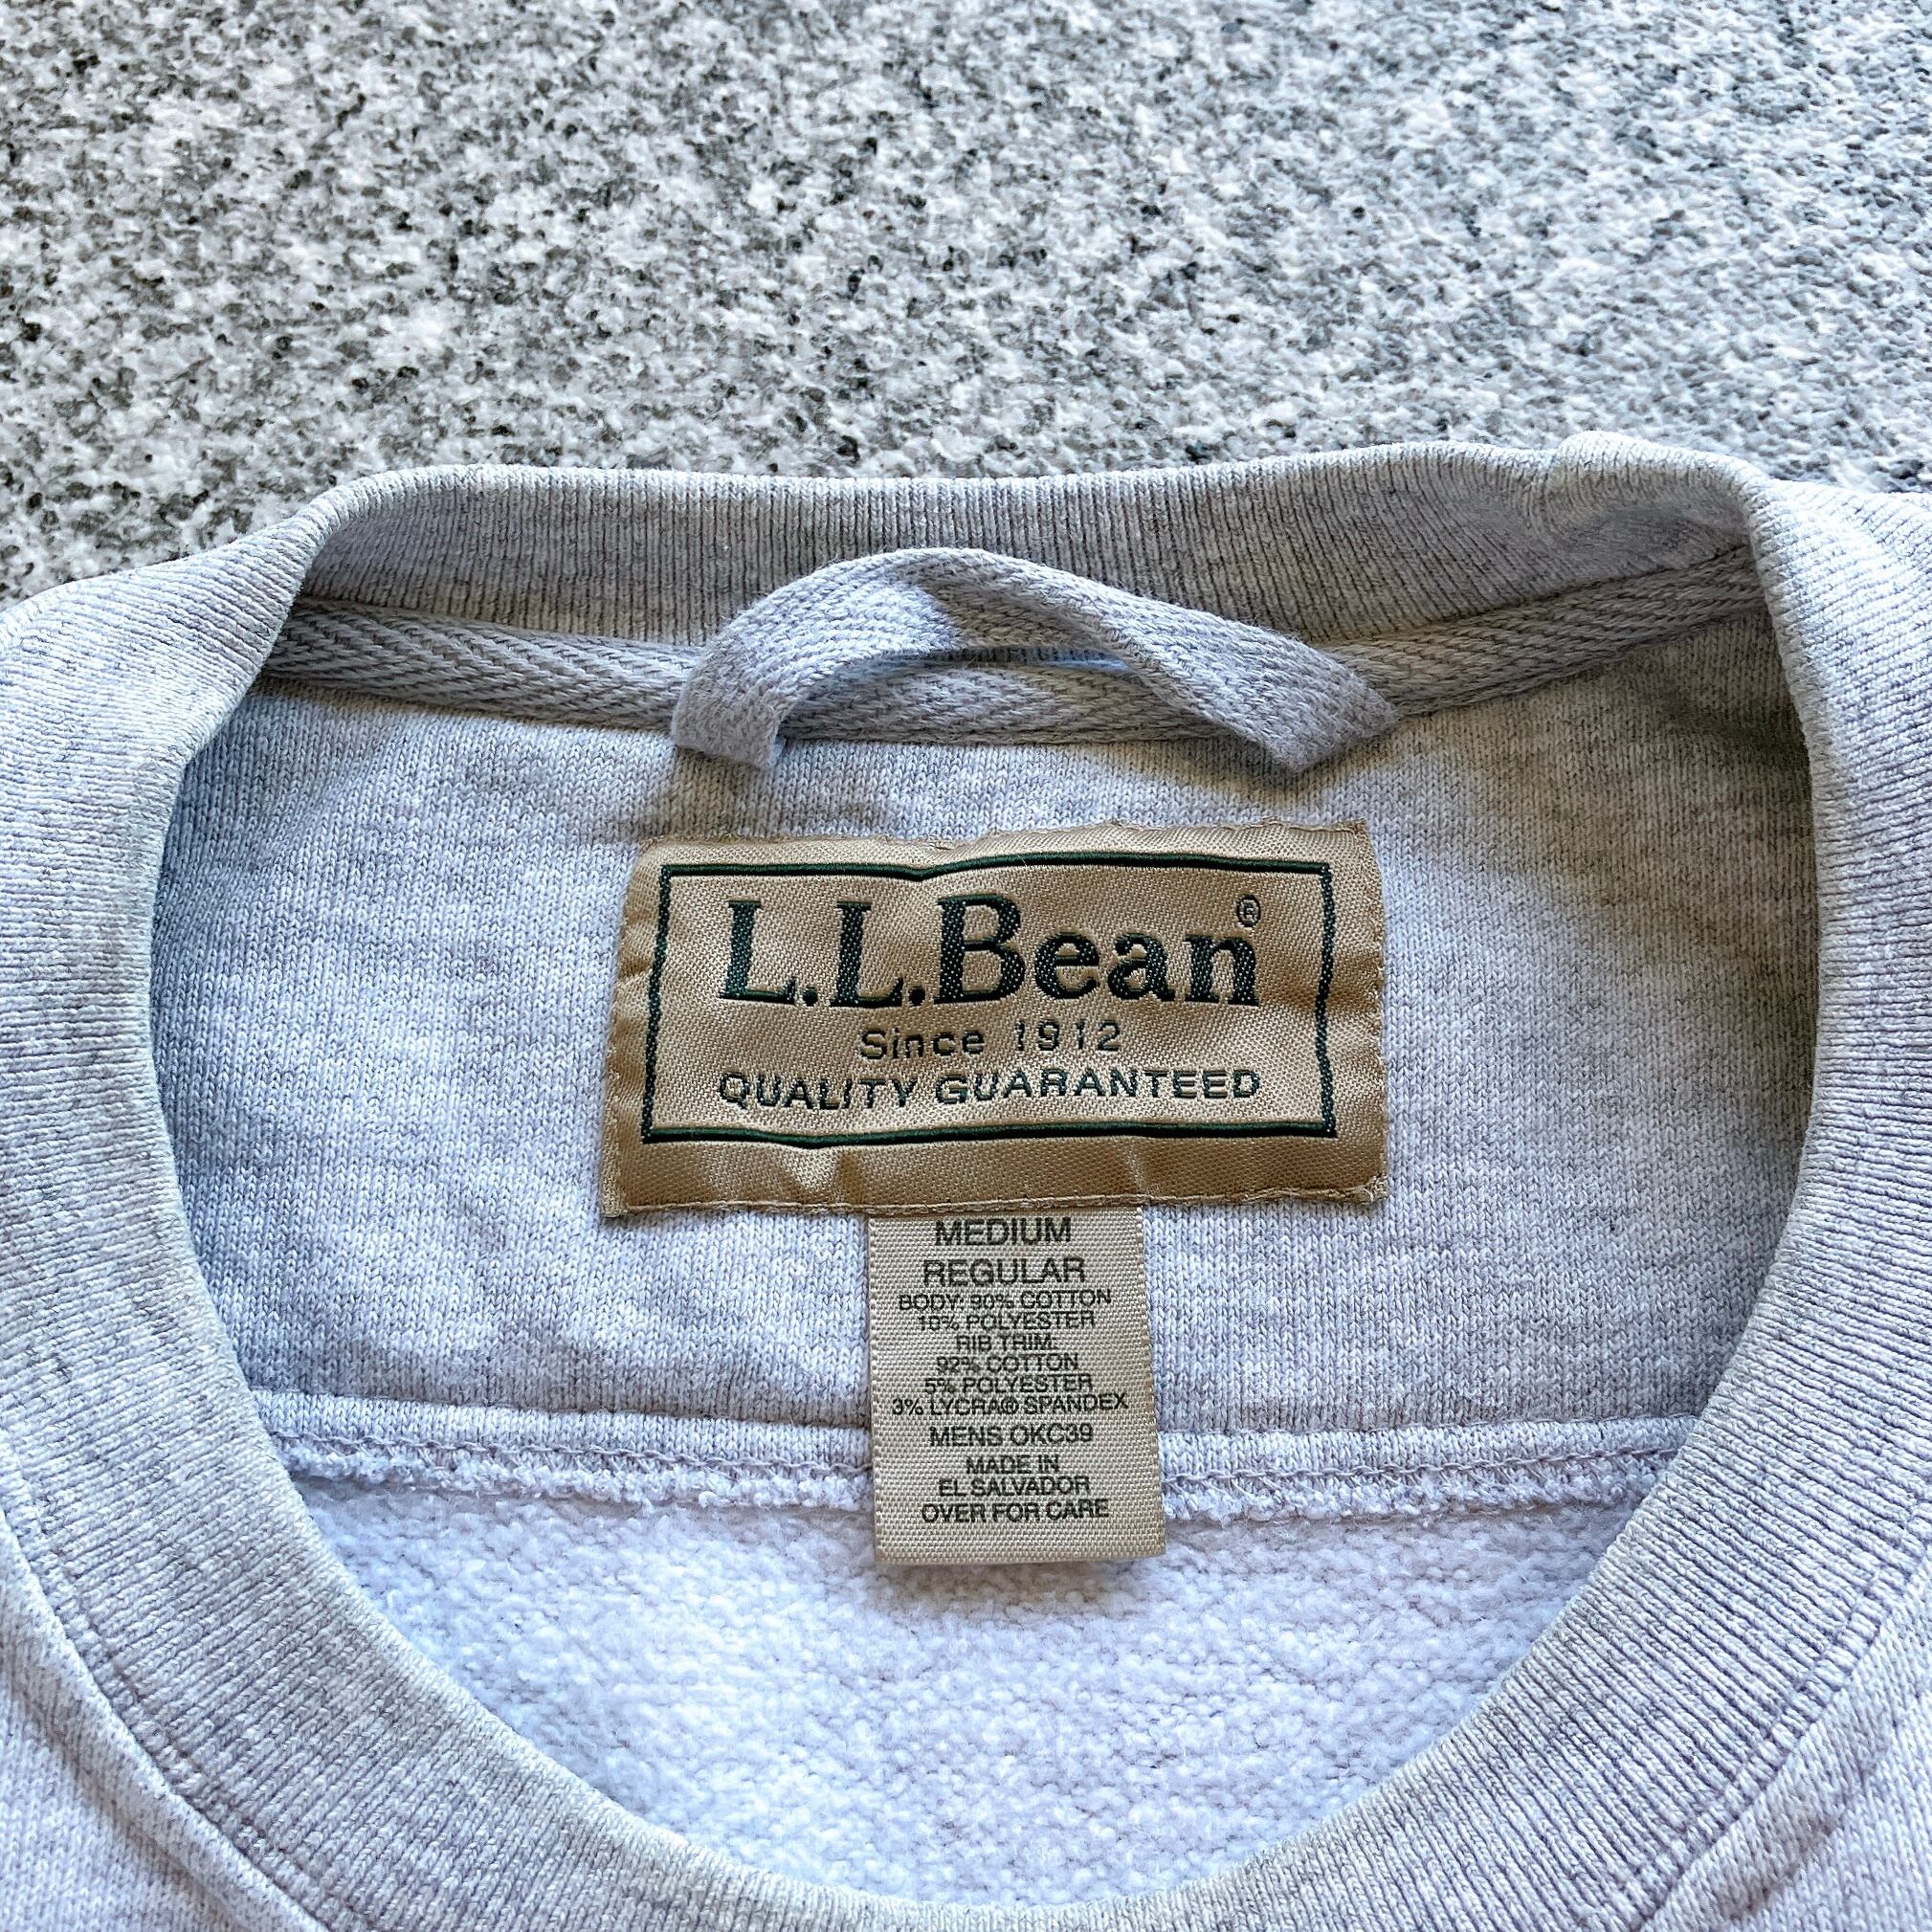 L.L.Bean®
Since 1912
QUALITY GUARANTEED
MEDIUM
REGULAR
BODY: 90% COTTON
10% POLYESTER
RIB TRIM.
92% COTTON
5% POLYESTER
3% LYCRA® SPANDEX
MENS OKC39
MADE IN
EL SALVADOR
OVER FOR CARE